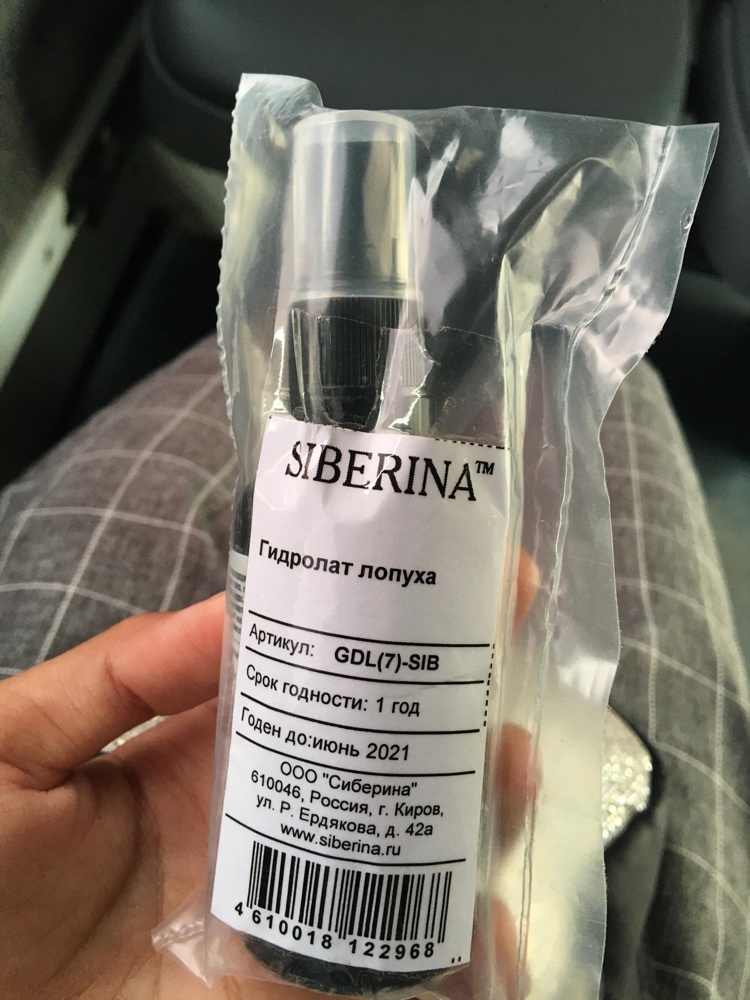 SIBERINA™
Гидролат лопуха
Артикул: GDL(7)-SIB
Срок годности: 1 год
Годен до:июнь 2021
ООО "Сиберина"
610046, Россия, г. Киров,
ул. Р. Ердякова, д. 42а
www.siberina.ru
4 610018 122968